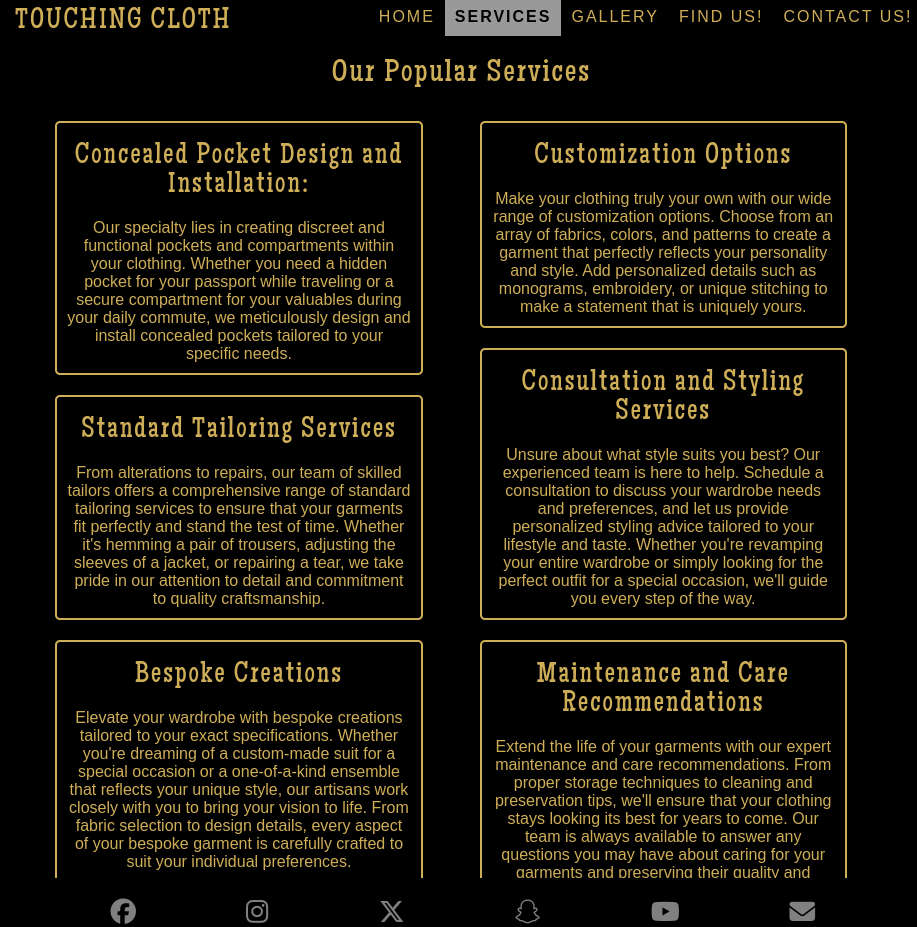 TOUCHING CLOTH
HOME SERVICES GALLERY FIND US! CONTACT US!
Our Popular Services
Concealed Pocket Design and
Installation:
Our specialty lies in creating discreet and
functional pockets and compartments within
your clothing. Whether you need a hidden
pocket for your passport while traveling or a
secure compartment for your valuables during
your daily commute, we meticulously design and
install concealed pockets tailored to your
specific needs.
Standard Tailoring Services
From alterations to repairs, our team of skilled
tailors offers a comprehensive range of standard
tailoring services to ensure that your garments
fit perfectly and stand the test of time. Whether
it's hemming a pair of trousers, adjusting the
sleeves of a jacket, or repairing a tear, we take
pride in our attention to detail and commitment
to quality craftsmanship.
Bespoke Creations
Elevate your wardrobe with bespoke creations
tailored to your exact specifications. Whether
you're dreaming of a custom-made suit for a
special occasion or a one-of-a-kind ensemble
that reflects your unique style, our artisans work
closely with you to bring your vision to life. From
fabric selection to design details, every aspect
of your bespoke garment is carefully crafted to
suit your individual preferences.
Customization Options
Make your clothing truly your own with our wide
range of customization options. Choose from an
array of fabrics, colors, and patterns to create a
garment that perfectly reflects your personality
and style. Add personalized details such as
monograms, embroidery, or unique stitching to
make a statement that is uniquely yours.
Consultation and Styling
Services
Unsure about what style suits you best? Our
experienced team is here to help. Schedule a
consultation to discuss your wardrobe needs
and preferences, and let us provide
personalized styling advice tailored to your
lifestyle and taste. Whether you're revamping
your entire wardrobe or simply looking for the
perfect outfit for a special occasion, we'll guide
you every step of the way.
Maintenance and Care
Recommendations
Extend the life of your garments with our expert
maintenance and care recommendations. From
proper storage techniques to cleaning and
preservation tips, we'll ensure that your clothing
stays looking its best for years to come. Our
team is always available to answer any
questions you may have about caring for your
garments and preserving their quality and